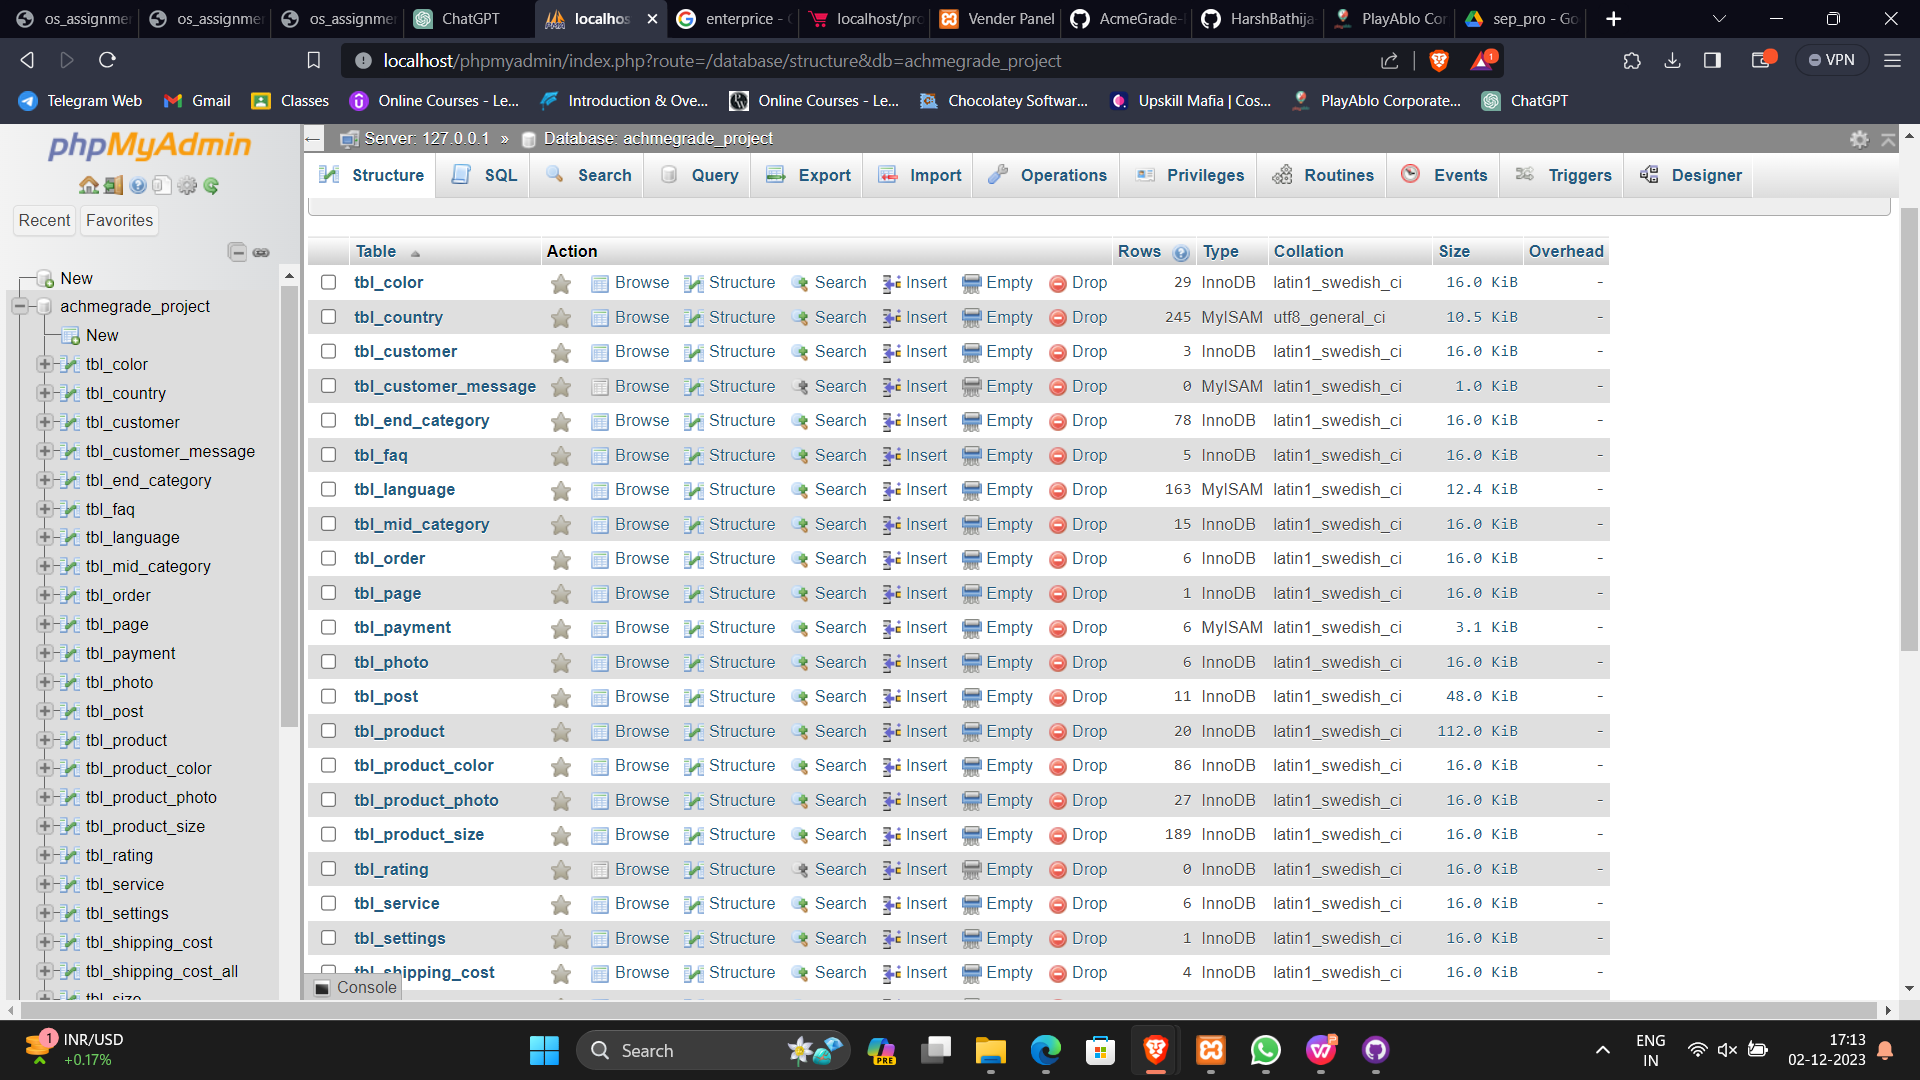 os_assignmer
os_assignmer
os_assignmer
ChatGPT
localhos
enterprice - G
localhost/pro
Vender Panel
AcmeGrade-
HarshBathija
PlayAblo Cor
sep_pro - Go
localhost/phpmyadmin/index.php?route=/database/structure&db=achmegrade_project
1
VPN
Telegram Web
Gmail
Classes
Online Courses - Le...
Introduction & Ove...
Online Courses - Le...
Chocolatey Softwar...
Upskill Mafia | Cos...
PlayAblo Corporate...
ChatGPT
phpMyAdmin
Recent
Favorites
New
achmegrade_project
New
tbl_color
tbl_country
tbl_customer
tbl_customer_message
tbl_end_category
tbl_faq
tbl_language
tbl_mid_category
tbl_order
tbl_page
tbl_payment
tbl_photo
tbl_post
tbl_product
tbl_product_color
tbl_product_photo
tbl_product_size
tbl_rating
tbl_service
tbl_settings
tbl_shipping_cost
tbl_shipping_cost_all
tbl_size
Server: 127.0.0.1 » Database: achmegrade_project
Structure SQL Search Query Export Import Operations Privileges Routines Events Triggers Designer
Table Action Rows Type Collation Size Overhead
tbl_color Browse Structure Search Insert Empty Drop 29 InnoDB latin1_swedish_ci 16.0 KiB -
tbl_country Browse Structure Search Insert Empty Drop 245 MyISAM utf8_general_ci 10.5 KiB -
tbl_customer Browse Structure Search Insert Empty Drop 3 InnoDB latin1_swedish_ci 16.0 KiB -
tbl_customer_message Browse Structure Search Insert Empty Drop 0 MyISAM latin1_swedish_ci 1.0 KiB -
tbl_end_category Browse Structure Search Insert Empty Drop 78 InnoDB latin1_swedish_ci 16.0 KiB -
tbl_faq Browse Structure Search Insert Empty Drop 5 InnoDB latin1_swedish_ci 16.0 KiB -
tbl_language Browse Structure Search Insert Empty Drop 163 MyISAM latin1_swedish_ci 12.4 KiB -
tbl_mid_category Browse Structure Search Insert Empty Drop 15 InnoDB latin1_swedish_ci 16.0 KiB -
tbl_order Browse Structure Search Insert Empty Drop 6 InnoDB latin1_swedish_ci 16.0 KiB -
tbl_page Browse Structure Search Insert Empty Drop 1 InnoDB latin1_swedish_ci 16.0 KiB -
tbl_payment Browse Structure Search Insert Empty Drop 6 MyISAM latin1_swedish_ci 3.1 KiB -
tbl_photo Browse Structure Search Insert Empty Drop 6 InnoDB latin1_swedish_ci 16.0 KiB -
tbl_post Browse Structure Search Insert Empty Drop 11 InnoDB latin1_swedish_ci 48.0 KiB -
tbl_product Browse Structure Search Insert Empty Drop 20 InnoDB latin1_swedish_ci 112.0 KiB -
tbl_product_color Browse Structure Search Insert Empty Drop 86 InnoDB latin1_swedish_ci 16.0 KiB -
tbl_product_photo Browse Structure Search Insert Empty Drop 27 InnoDB latin1_swedish_ci 16.0 KiB -
tbl_product_size Browse Structure Search Insert Empty Drop 189 InnoDB latin1_swedish_ci 16.0 KiB -
tbl_rating Browse Structure Search Insert Empty Drop 0 InnoDB latin1_swedish_ci 16.0 KiB -
tbl_service Browse Structure Search Insert Empty Drop 6 InnoDB latin1_swedish_ci 16.0 KiB -
tbl_settings Browse Structure Search Insert Empty Drop 1 InnoDB latin1_swedish_ci 16.0 KiB -
tbl_shipping_cost Browse Structure Search Insert Empty Drop 4 InnoDB latin1_swedish_ci 16.0 KiB -
Console
1
INR/USD
+0.17%
Search
PRE
ENG
IN
17:13
02-12-2023